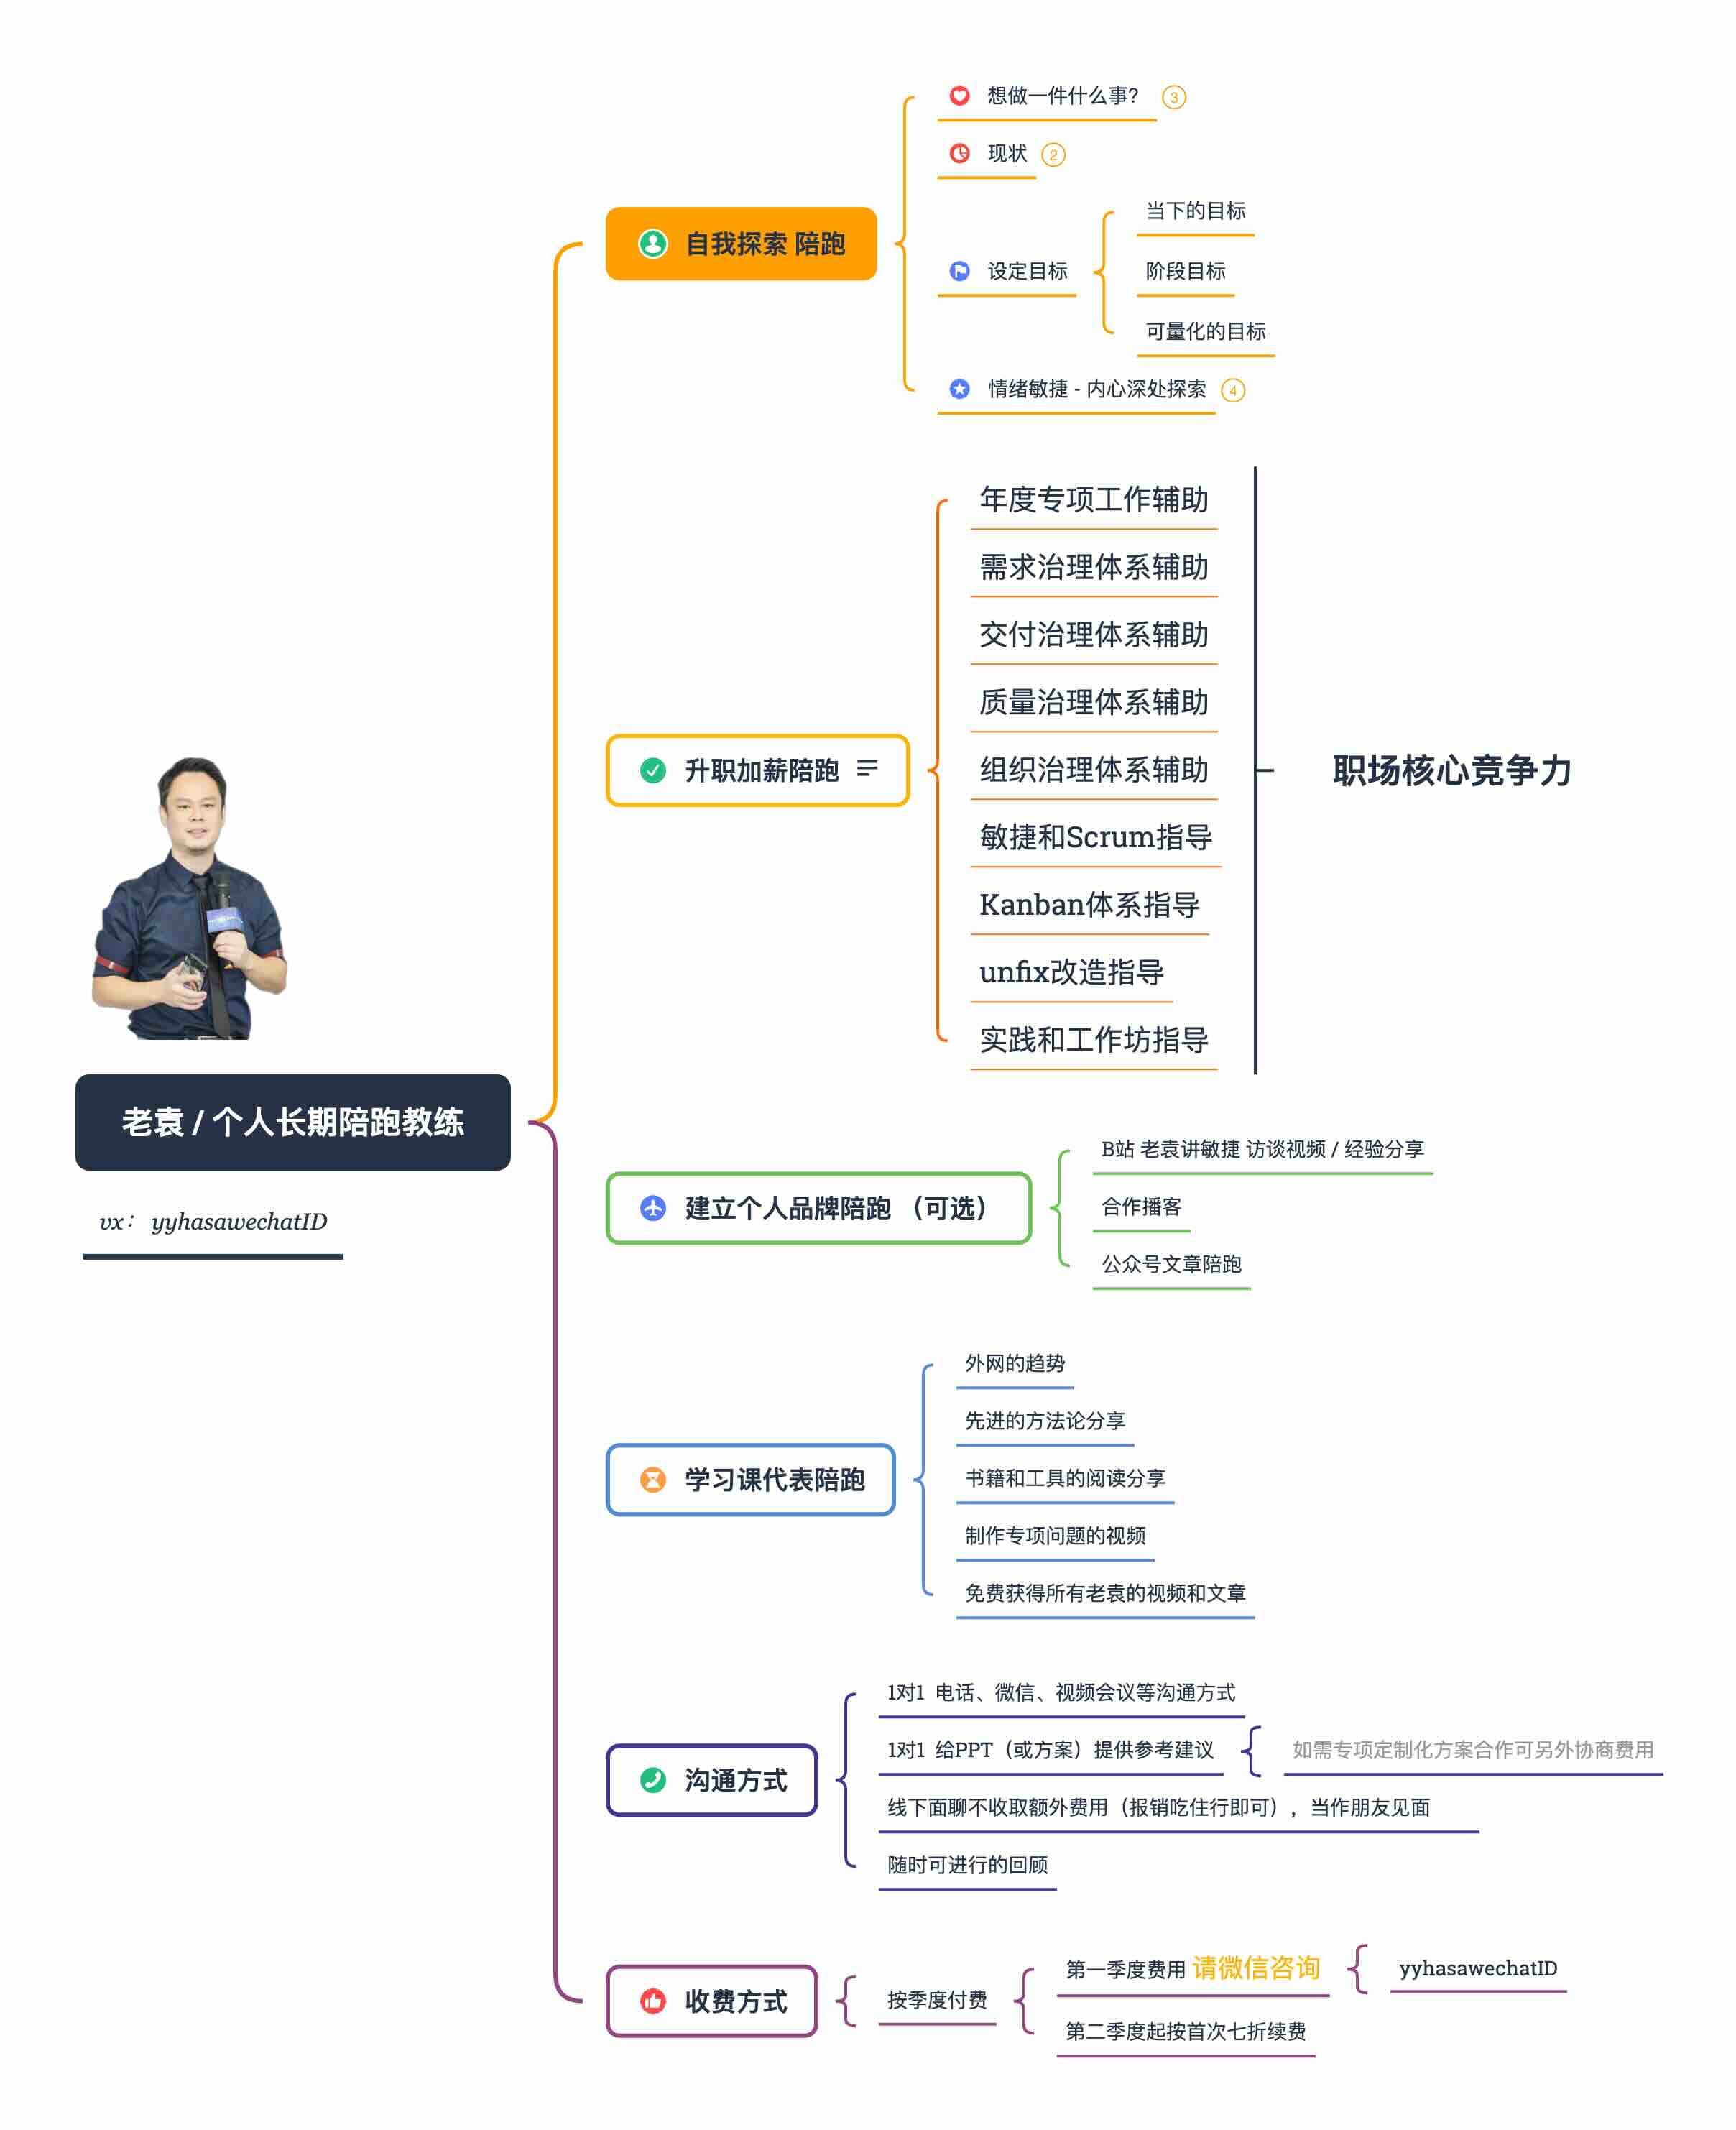 老袁 / 个人长期陪跑教练
vx： yyhasawechatID
自我探索 陪跑
想做一件什么事?
3
现状
2
设定目标
当下的目标
阶段目标
可量化的目标
情绪敏捷 - 内心深处探索
4
升职加薪陪跑
年度专项工作辅助
需求治理体系辅助
交付治理体系辅助
质量治理体系辅助
组织治理体系辅助
敏捷和Scrum指导
Kanban体系指导
unfix改造指导
实践和工作坊指导
职场核心竞争力
建立个人品牌陪跑 （可选）
B站 老袁讲敏捷 访谈视频 / 经验分享
合作播客
公众号文章陪跑
学习课代表陪跑
外网的趋势
先进的方法论分享
书籍和工具的阅读分享
制作专项问题的视频
免费获得所有老袁的视频和文章
沟通方式
1对1 电话、微信、视频会议等沟通方式
1对1 给PPT（或方案）提供参考建议
如需专项定制化方案合作可另外协商费用
线下面聊不收取额外费用（报销吃住行即可），当作朋友见面
随时可进行的回顾
收费方式
按季度付费
第一季度费用 请微信咨询
yyhasawechatID
第二季度起按首次七折续费